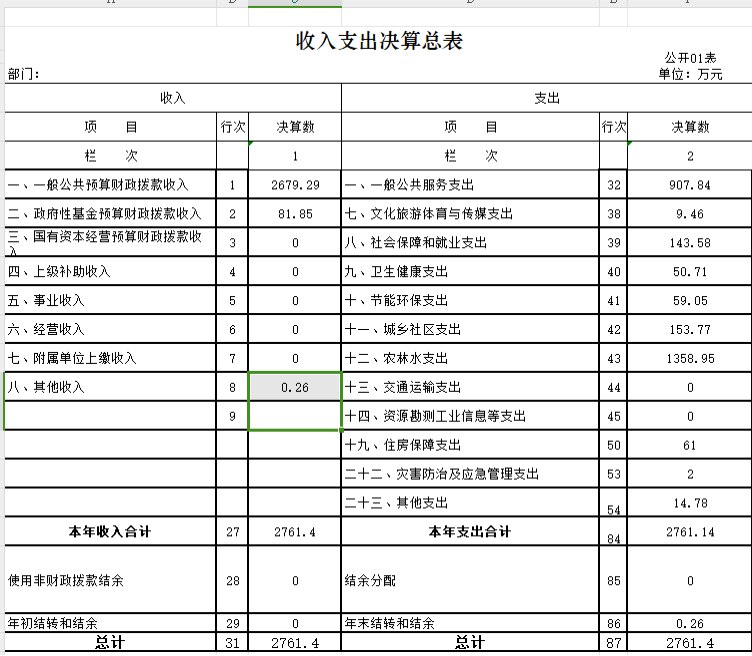 收入支出决算总表
公开01表
部门： 单位：万元
收入 支出
项 目 行次 决算数 项 目 行次 决算数
栏 次 1 栏 次 2
一、一般公共预算财政拨款收入 1 2679.29 一、一般公共服务支出 32 907.84
二、政府性基金预算财政拨款收入 2 81.85 七、文化旅游体育与传媒支出 38 9.46
三、国有资本经营预算财政拨款收入 3 0 八、社会保障和就业支出 39 143.58
四、上级补助收入 4 0 九、卫生健康支出 40 50.71
五、事业收入 5 0 十、节能环保支出 41 59.05
六、经营收入 6 0 十一、城乡社区支出 42 153.77
七、附属单位上缴收入 7 0 十二、农林水支出 43 1358.95
八、其他收入 8 0.26 十三、交通运输支出 44 0
9 十四、资源勘测工业信息等支出 45 0
十九、住房保障支出 50 61
二十二、灾害防治及应急管理支出 53 2
二十三、其他支出 54 14.78
本年收入合计 27 2761.4 本年支出合计 84 2761.14
使用非财政拨款结余 28 0 结余分配 85 0
年初结转和结余 29 0 年末结转和结余 86 0.26
总计 31 2761.4 总计 87 2761.4